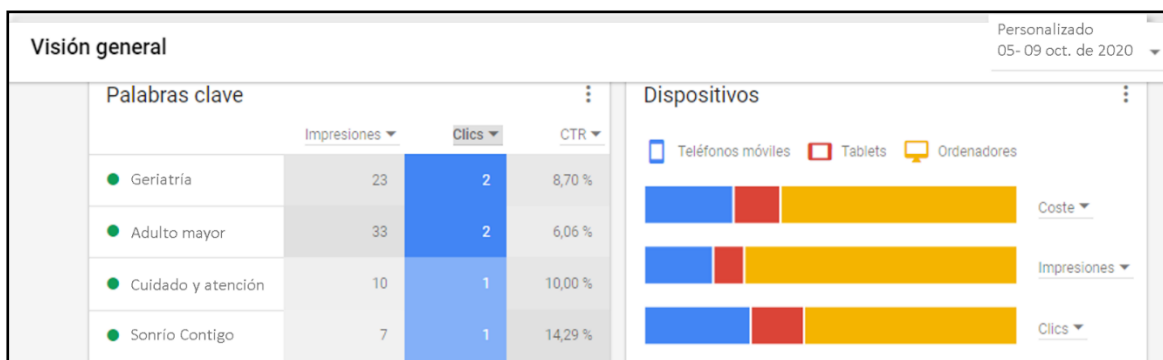 Visión general
Personalizado
05- 09 oct. de 2020
Palabras clave
Impresiones Clics CTR
Geriatría 23 2 8,70 %
Adulto mayor 33 2 6,06 %
Cuidado y atención 10 1 10,00 %
Sonrío Contigo 7 1 14,29 %
Dispositivos
Teléfonos móviles Tablets Ordenadores
Coste
Impresiones
Clics